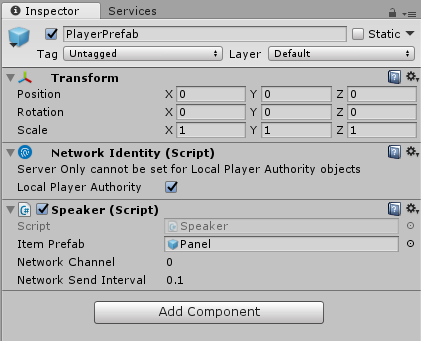 Inspector Services
PlayerPrefab Static
Tag Untagged Layer Default
Transform
Position X 0 Y 0 Z 0
Rotation X 0 Y 0 Z 0
Scale X 1 Y 1 Z 1
Network Identity (Script)
Server Only cannot be set for Local Player Authority objects
Local Player Authority
C# Speaker (Script)
Script Speaker
Item Prefab Panel
Network Channel 0
Network Send Interval 0.1
Add Component